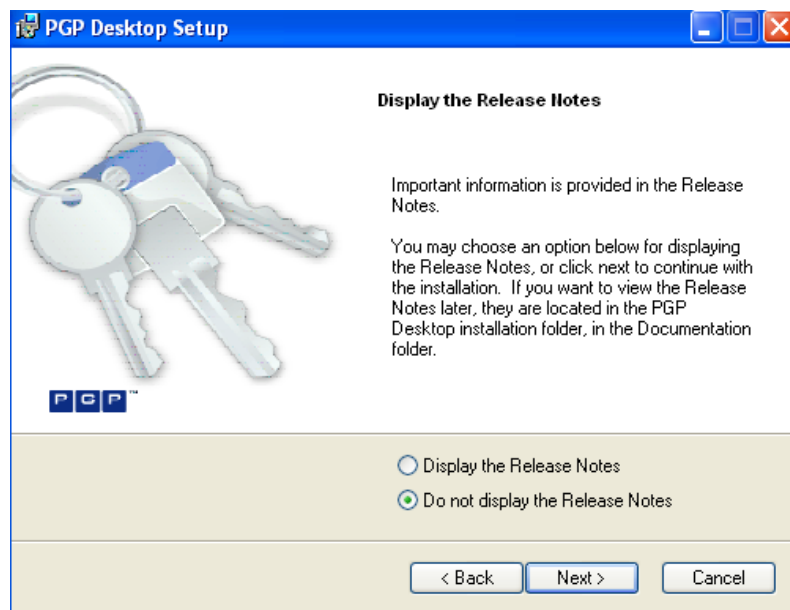 PGP Desktop Setup
Display the Release Notes
Important information is provided in the Release
Notes.
You may choose an option below for displaying
the Release Notes, or click next to continue with
the installation.  If you want to view the Release
Notes later, they are located in the PGP
Desktop installation folder, in the Documentation
folder.
PGP™
Display the Release Notes
Do not display the Release Notes
< Back
Next >
Cancel